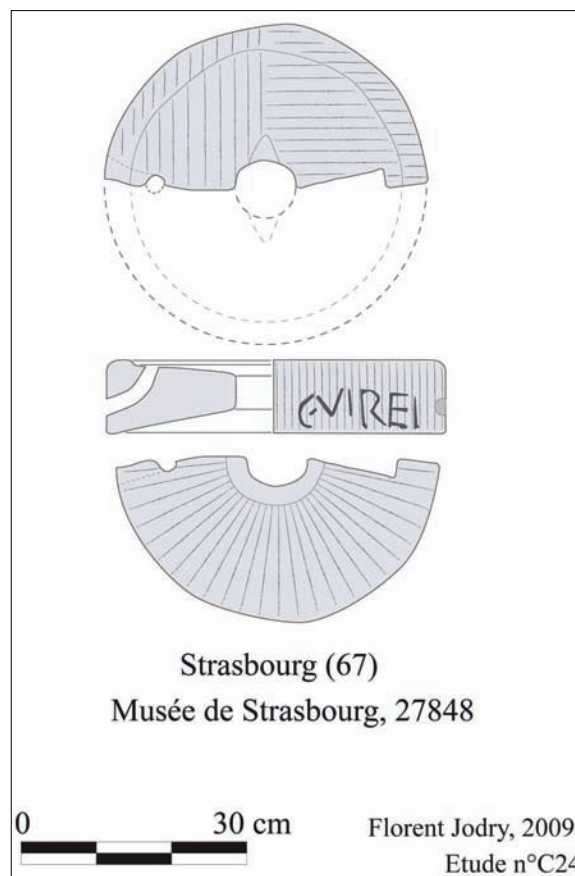 C·VIREI
Strasbourg (67)
Musée de Strasbourg, 27848
0 30 cm
Florent Jodry, 2009
Etude n°C24